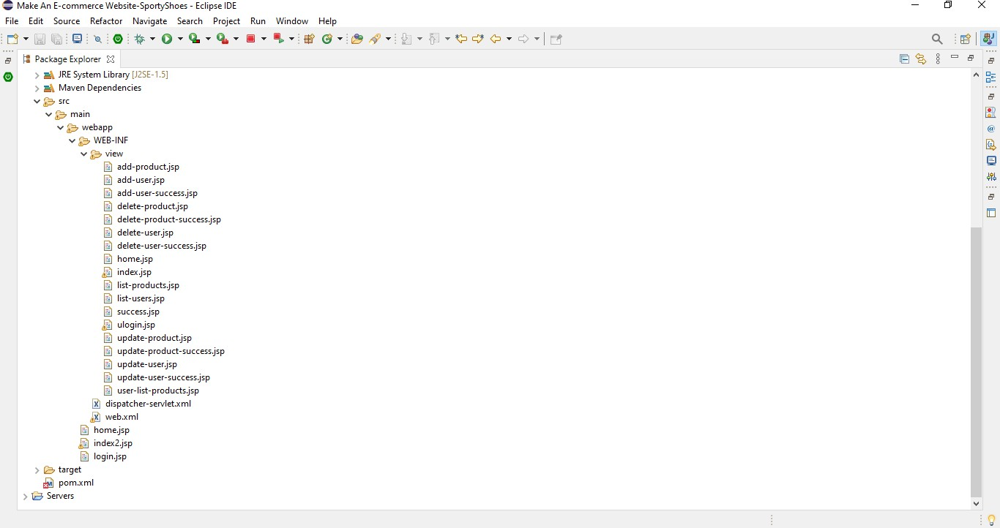 Make An E-commerce Website-SportyShoes - Eclipse IDE
File Edit Source Refactor Navigate Search Project Run Window Help
Package Explorer
JRE System Library [J2SE-1.5]
Maven Dependencies
src
main
webapp
WEB-INF
view
add-product.jsp
add-user.jsp
add-user-success.jsp
delete-product.jsp
delete-product-success.jsp
delete-user.jsp
delete-user-success.jsp
home.jsp
index.jsp
list-products.jsp
list-users.jsp
success.jsp
ulogin.jsp
update-product.jsp
update-product-success.jsp
update-user.jsp
update-user-success.jsp
user-list-products.jsp
dispatcher-servlet.xml
web.xml
home.jsp
index2.jsp
login.jsp
target
pom.xml
Servers